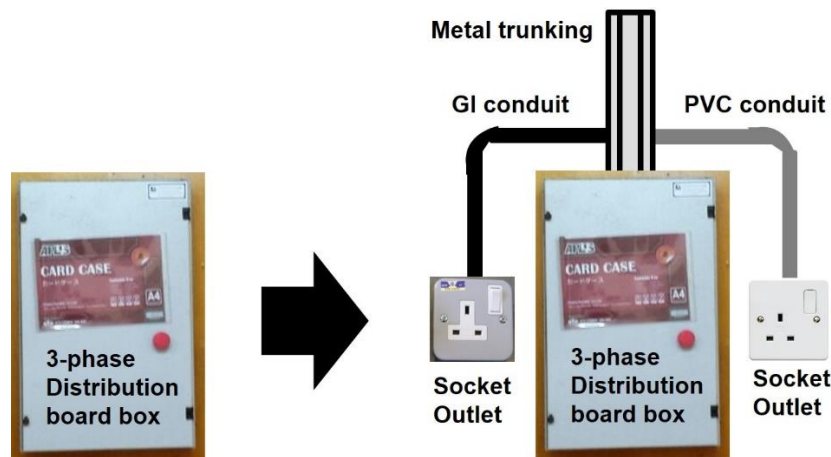 Metal trunking
GI conduit
PVC conduit
CARD CASE
A4
3-phase
Distribution
board box
CARD CASE
A4
3-phase
Distribution
board box
Socket
Outlet
Socket
Outlet